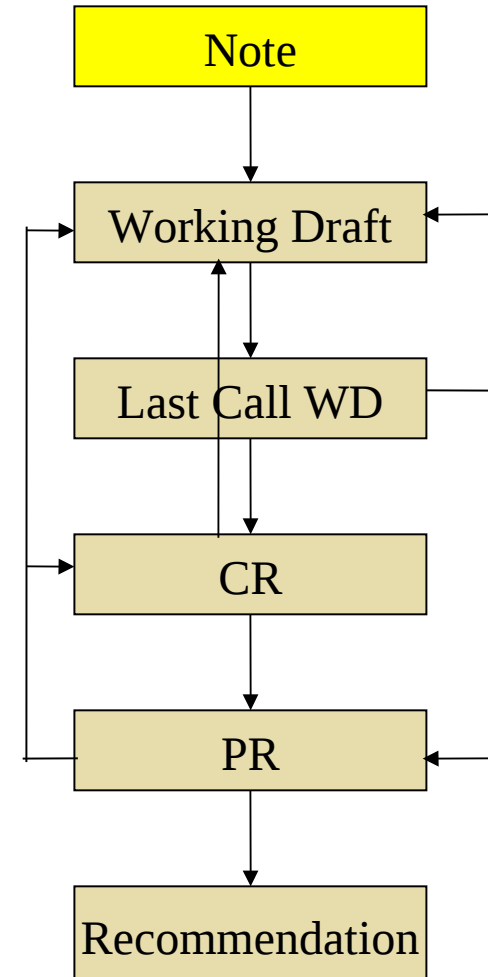 Note
Working Draft
Last Call WD
CR
PR
Recommendation